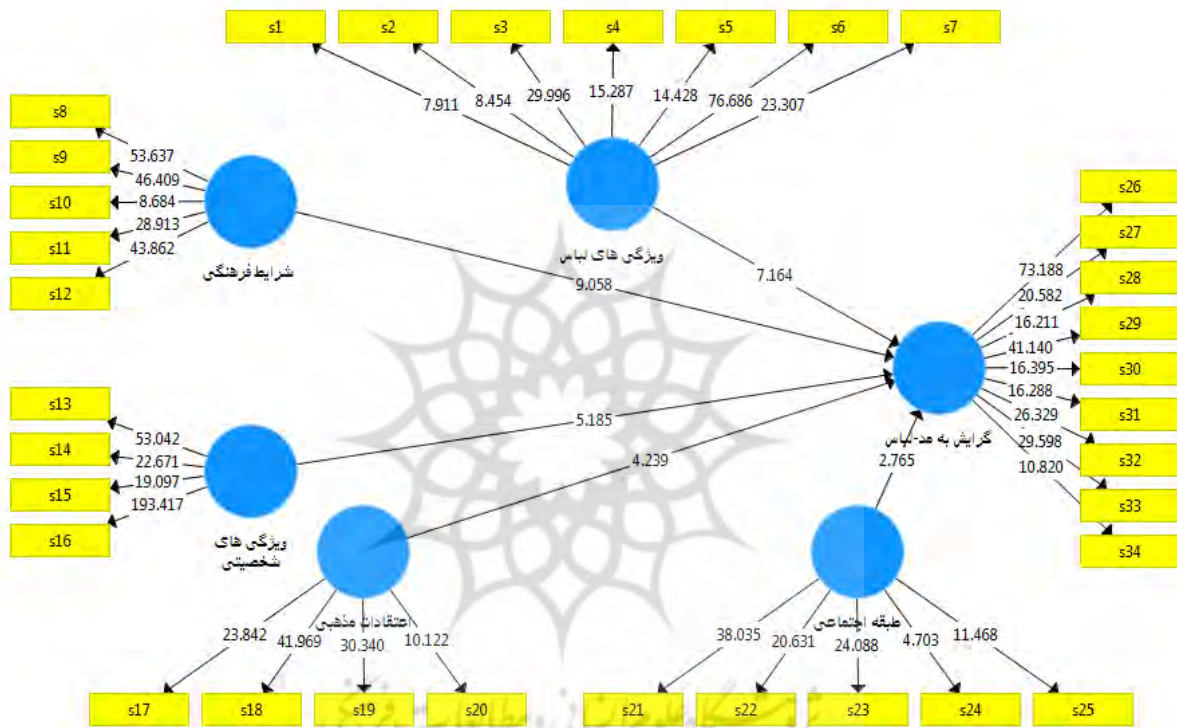 s1
s2
s3
s4
s5
s6
s7
7.911
8.454
29.996
15.287
14.428
76.686
23.307
s8
s9
s10
s11
s12
53.637
46.409
8.684
28.913
43.862
شرایط فرهنگی
ویژگی های لباس
9.058
7.164
s26
s27
s28
s29
s30
s31
s32
s33
s34
73.188
20.582
16.211
41.140
16.395
16.288
26.329
29.598
10.820
گرایش به مد-لباس
s13
s14
s15
s16
53.042
22.671
19.097
193.417
ویژگی های
شخصیتی
5.185
4.239
2.765
اعتقادات مذهبی
23.842
41.969
30.340
10.122
s17
s18
s19
s20
طبقه اجتماعی
38.035
20.631
24.088
4.703
11.468
s21
s22
s23
s24
s25